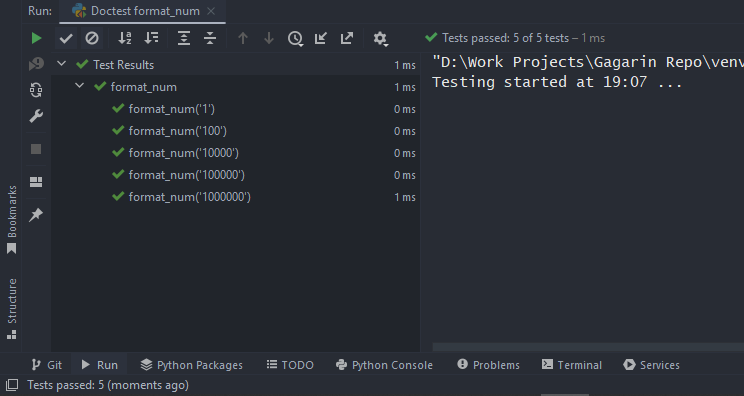 Run: Doctest format_num
Tests passed: 5 of 5 tests – 1 ms
Test Results 1 ms
format_num 1 ms
format_num('1') 0 ms
format_num('100') 0 ms
format_num('10000') 0 ms
format_num('100000') 0 ms
format_num('1000000') 1 ms
"D:\Work Projects\Gagarin Repo\venv
Testing started at 19:07 ...
Bookmarks
Structure
Git Run Python Packages TODO Python Console Problems Terminal Services
Tests passed: 5 (moments ago)